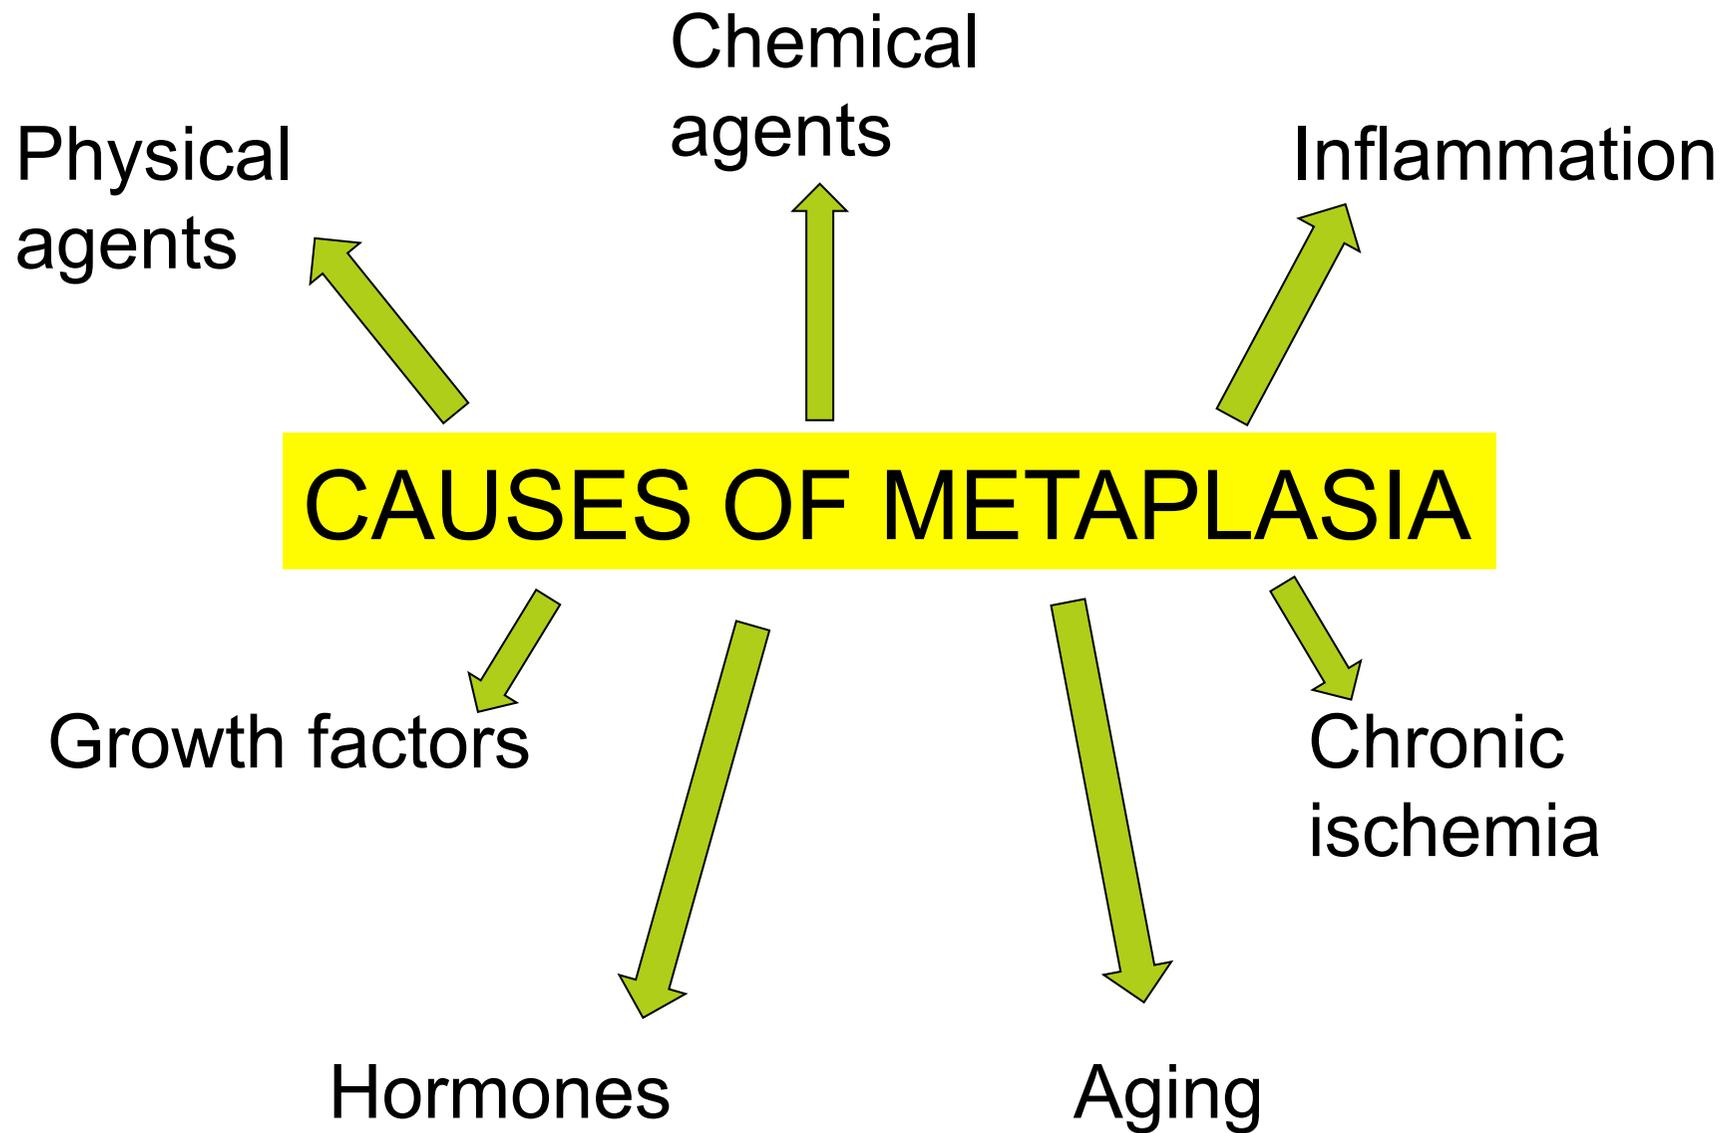 Chemical
agents
Physical
agents
Inflammation
CAUSES OF METAPLASIA
Growth factors
Chronic
ischemia
Hormones
Aging